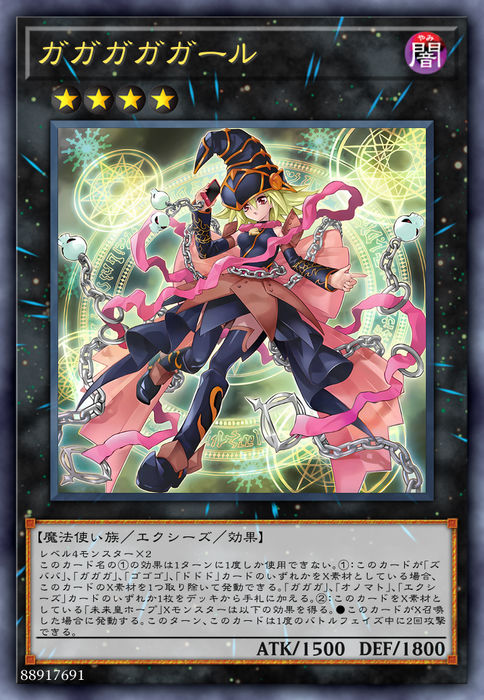 ガガガガガール
やみ
闇
【魔法使い族／エクシーズ／効果】
レベル4モンスター×2
このカード名の①の効果は1ターンに1度しか使用できない。①：このカードが「ズ
ババ」、「ガガガ」、「ゴゴゴ」、「ドドド」カードのいずれかをX素材としている場合、
このカードのX素材を1つ取り除いて発動できる。「ガガガ」、「オノマト」、「エクシ
ーズ」カードのいずれか1枚をデッキから手札に加える。②：このカードをX素材と
している「未来皇ホープ」Xモンスターは以下の効果を得る。●このカードがX召喚
した場合に発動する。このターン、このカードは1度のバトルフェイズ中に2回攻撃
できる。
ATK/1500 DEF/1800
88917691